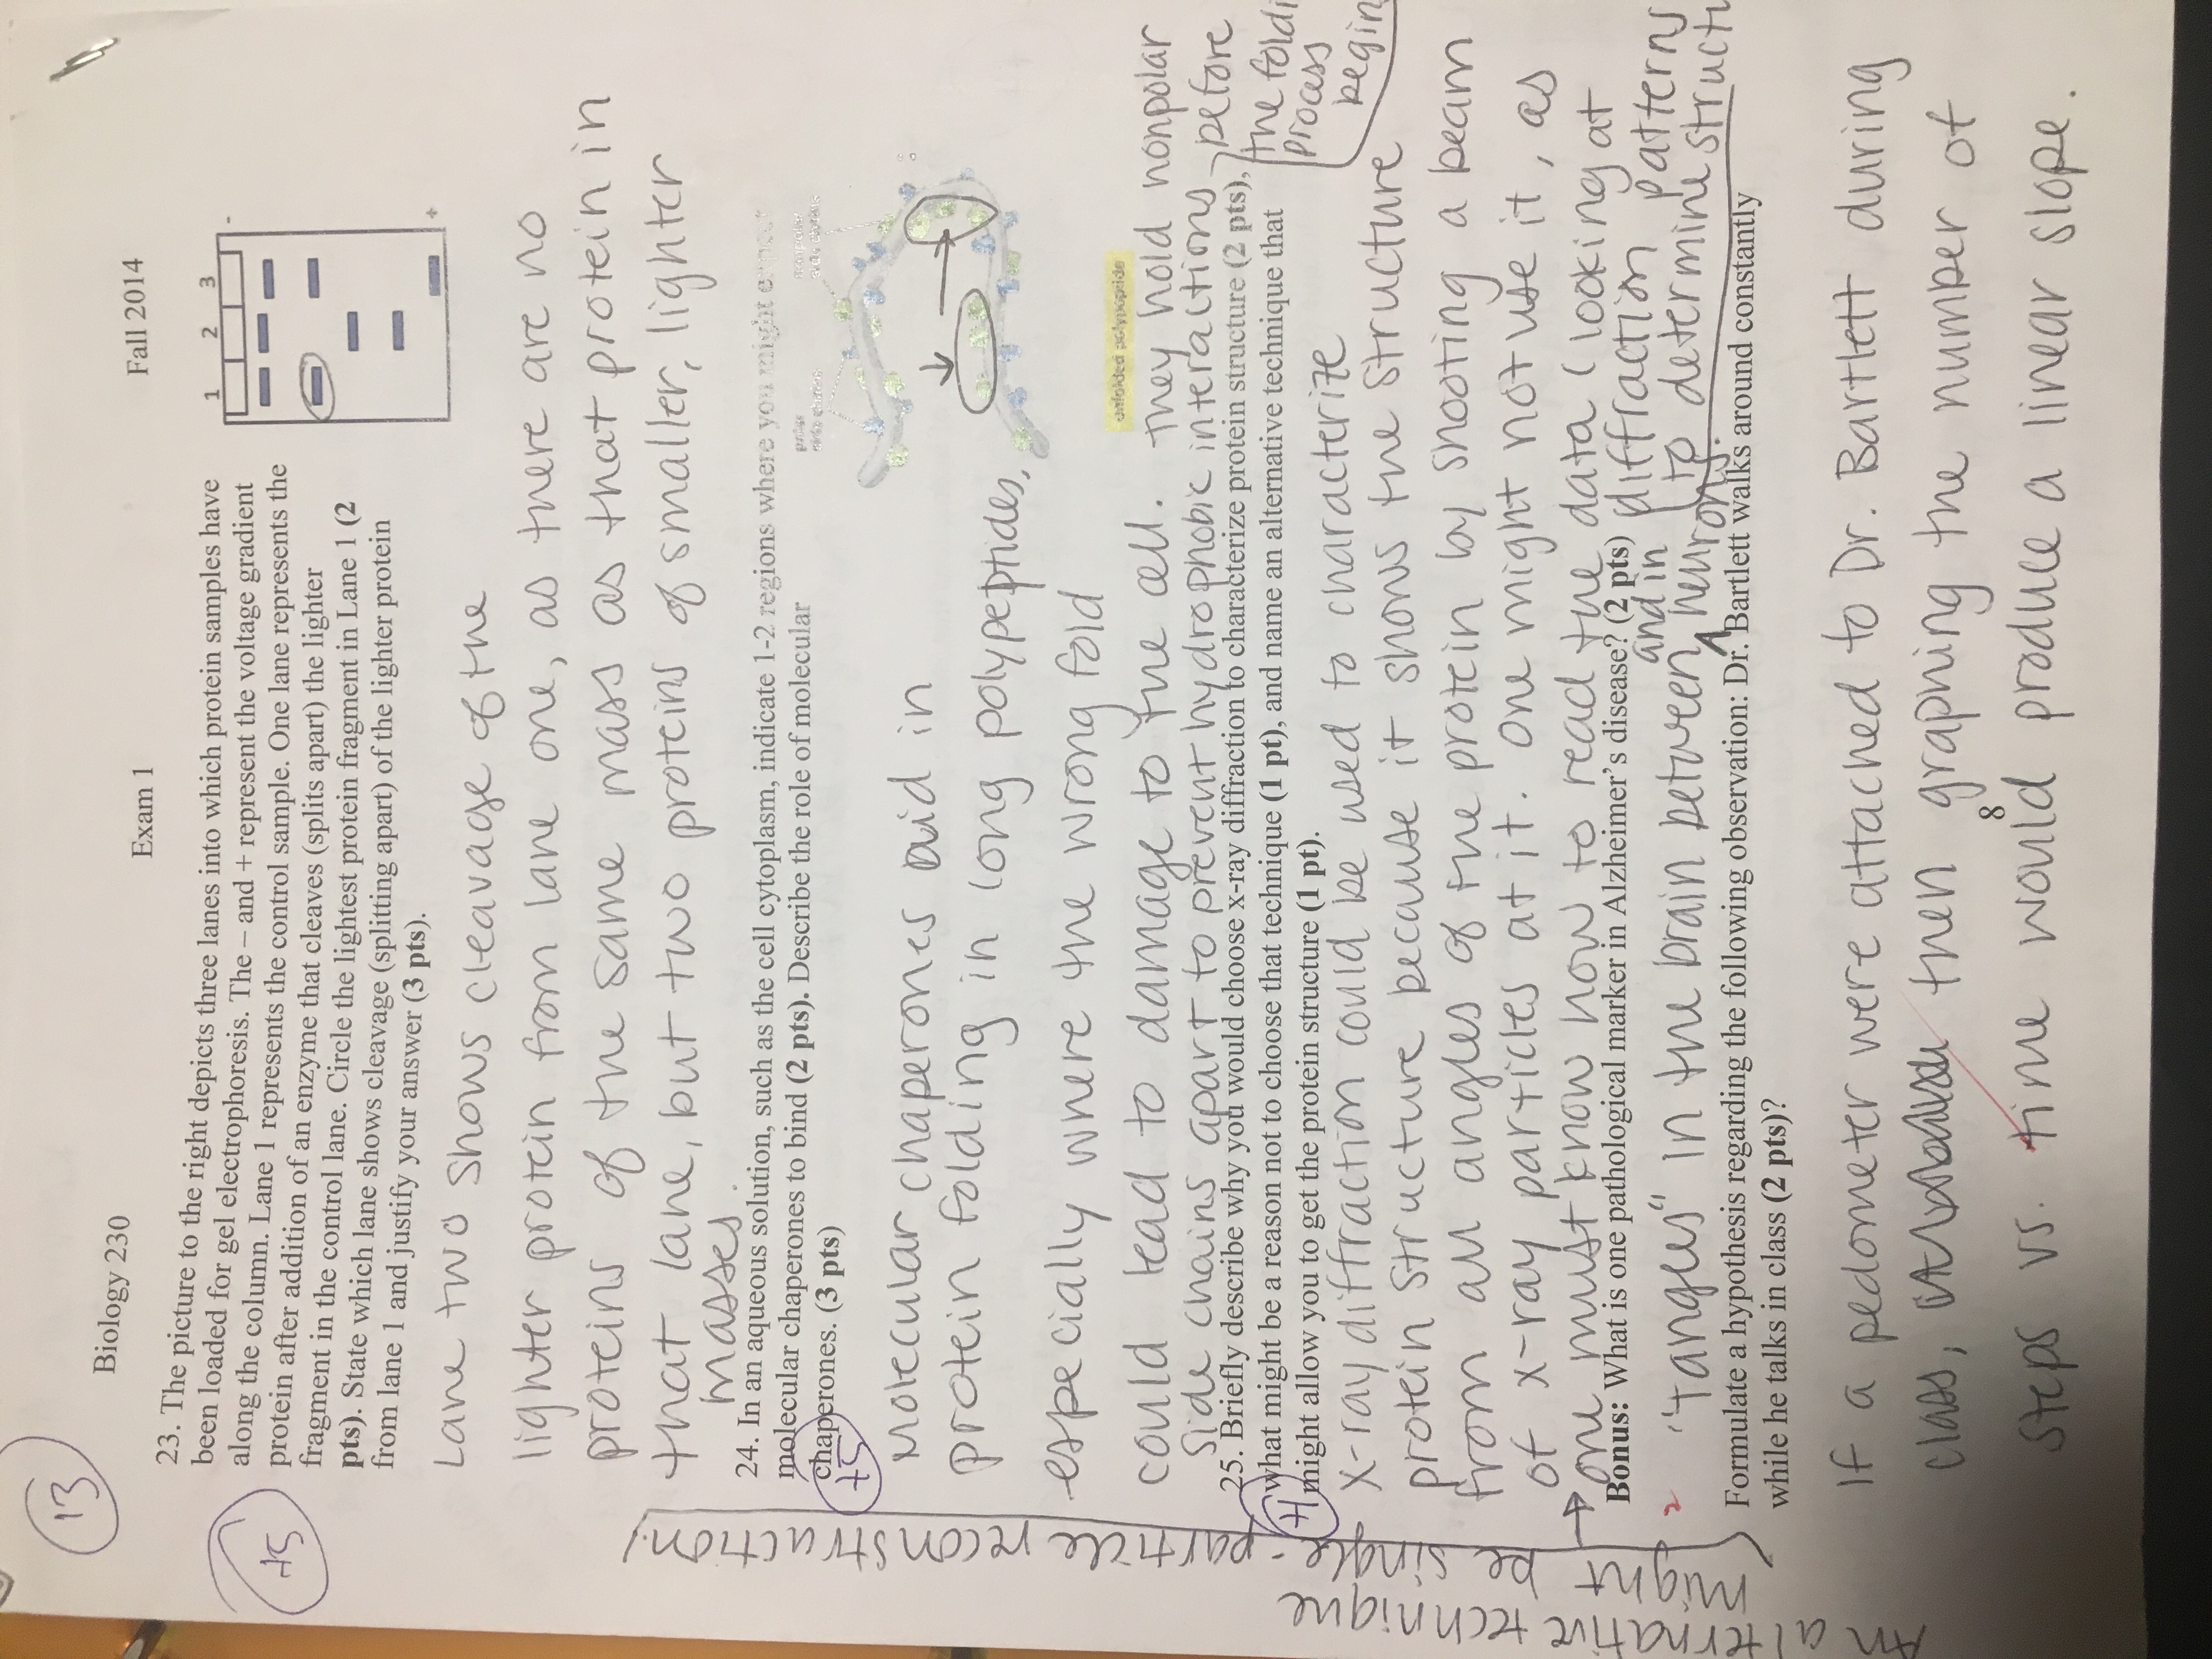 13
Biology 230
Exam 1
Fall 2014
23. The picture to the right depicts three lanes into which protein samples have
been loaded for gel electrophoresis. The – and + represent the voltage gradient
along the column. Lane 1 represents the control sample. One lane represents the
protein after addition of an enzyme that cleaves (splits apart) the lighter
fragment in the control lane. Circle the lightest protein fragment in Lane 1 (2
pts). State which lane shows cleavage (splitting apart) of the lighter protein
from lane 1 and justify your answer (3 pts).
+5
1 2 3
-
+
Lane two shows cleavage of the
lighter protein from lane one, as there are no
proteins of the same mass as that protein in
that lane, but two proteins of smaller, lighter
masses.
24. In an aqueous solution, such as the cell cytoplasm, indicate 1-2 regions where you might expect
molecular chaperones to bind (2 pts). Describe the role of molecular
chaperones. (3 pts)
+5
polar
side chains
nonpolar
side chains
unfolded polypeptide
Molecular chaperones aid in
protein folding in long polypeptides,
especially where the wrong fold
could lead to damage to the cell. They hold nonpolar
side chains apart to prevent hydrophobic interactions
before
the foldi
process
begin
25. Briefly describe why you would choose x-ray diffraction to characterize protein structure (2 pts),
what might be a reason not to choose that technique (1 pt), and name an alternative technique that
might allow you to get the protein structure (1 pt).
x-ray diffraction could be used to characterize
protein structure because it shows the structure
from all angles of the protein by shooting a beam
of x-ray particles at it. One might not use it, as
one must know how to read the data (looking at
diffraction patterns
to determine structu
An alternative technique
might be single-particle reconstruction.
Bonus: What is one pathological marker in Alzheimer's disease? (2 pts)
2
"tangles" in the brain between and in neurons.
Formulate a hypothesis regarding the following observation: Dr. Bartlett walks around constantly
while he talks in class (2 pts)?
If a pedometer were attached to Dr. Bartlett during
class, then graphing the number of
8
steps vs. time would produce a linear slope.